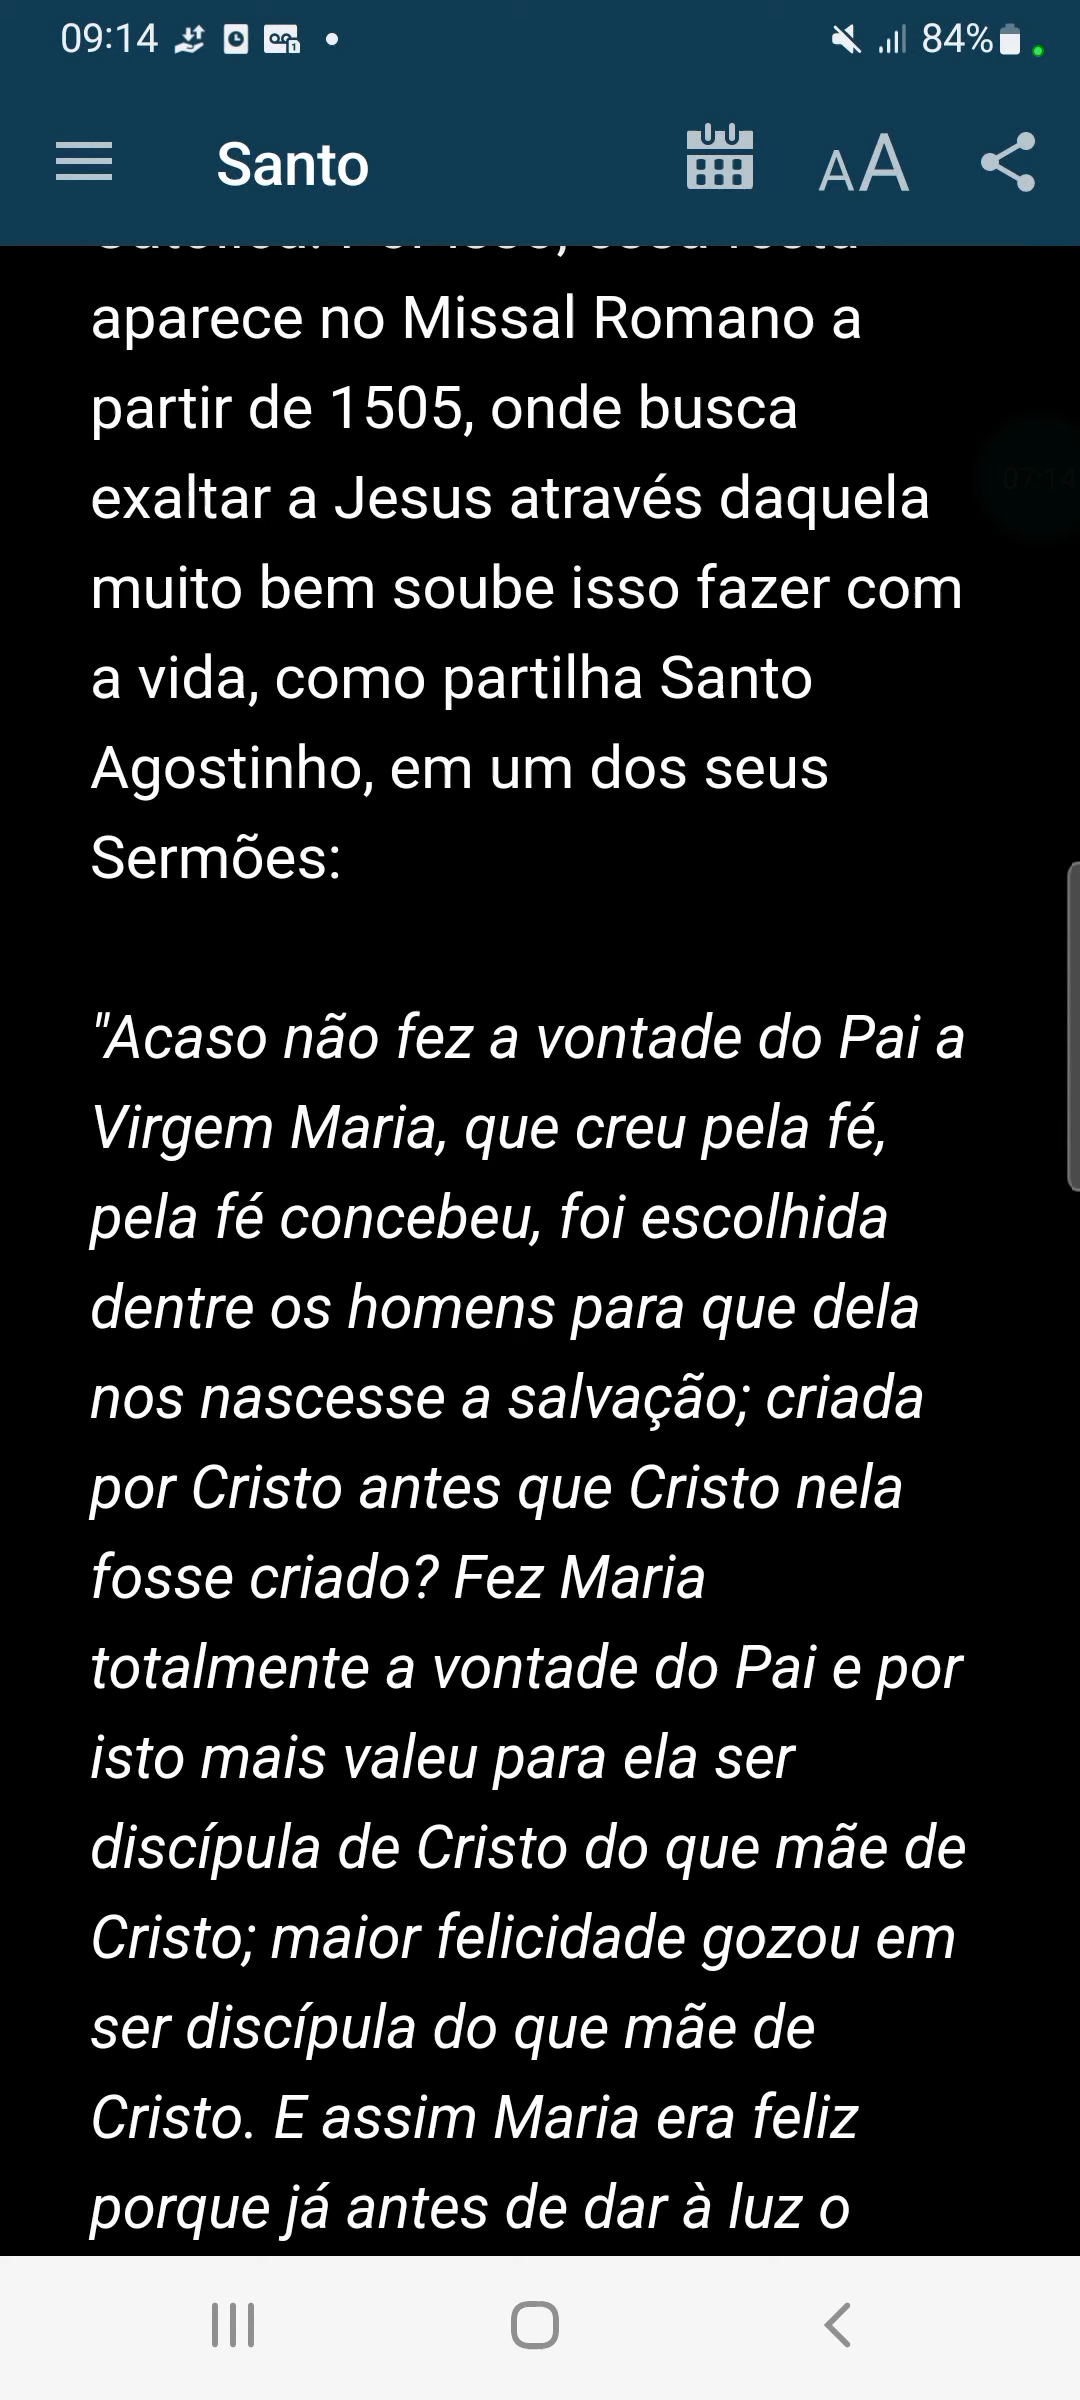 09:14
84%
Santo
aparece no Missal Romano a
partir de 1505, onde busca
exaltar a Jesus através daquela
07:14
muito bem soube isso fazer com
a vida, como partilha Santo
Agostinho, em um dos seus
Sermões:
"Acaso não fez a vontade do Pai a
Virgem Maria, que creu pela fé,
pela fé concebeu, foi escolhida
dentre os homens para que dela
nos nascesse a salvação; criada
por Cristo antes que Cristo nela
fosse criado? Fez Maria
totalmente a vontade do Pai e por
isto mais valeu para ela ser
discípula de Cristo do que mãe de
Cristo; maior felicidade gozou em
ser discípula do que mãe de
Cristo. E assim Maria era feliz
porque já antes de dar à luz o